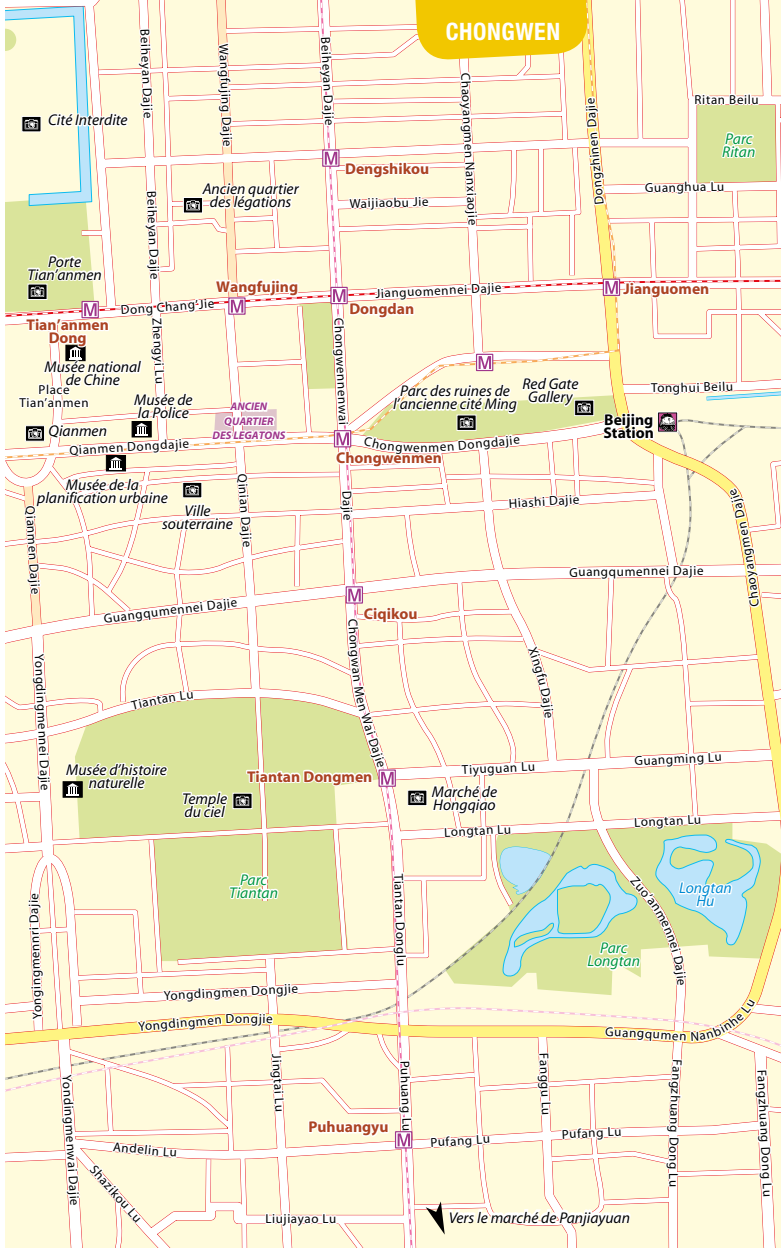 CHONGWEN
Beiheyan Dajie
Wangfujing Dajie
Beiheyan Dajie
Chaoyangmen Nanxiaojie
Dongzhimen Dajie
Ritan Beilu
Cité Interdite
Parc
Ritan
Dengshikou
Guanghua Lu
Ancien quartier
des légations
Waijiaobu Jie
Beiheyan Dajie
Porte
Tian'anmen
Wangfujing
Jianguomennei Dajie
Jianguomen
Dong Chang'Jie
Dongdan
Tian'anmen
Dong
Zhengyi Lu
Chongwennenwai
Musée national
de Chine
Place
Tian'anmen
Musée de
la Police
ANCIEN
QUARTIER
DES LÉGATONS
Parc des ruines de
l'ancienne cité Ming
Red Gate
Gallery
Tonghui Beilu
Qianmen
Beijing
Station
Qianmen Dongdajie
Chongwenmen Dongdajie
Chongwenmen
Musée de la
planification urbaine
Ville
souterraine
Qinian Dajie
Dajie
Hiashi Dajie
Qianmen Dajie
Chaoyangmen Dajie
Guangqumennei Dajie
Guangqumennei Dajie
Ciqikou
Chongwan Men Wai Dajie
Xingfu Dajie
Yongdingmennei Dajie
Tiantan Lu
Musée d'histoire
naturelle
Tiantan Dongmen
Tiyuguan Lu
Guangming Lu
Temple
du ciel
Marché de
Hongqiao
Longtan Lu
Longtan Lu
Parc
Tiantan
Tiantan Donglu
Zuo'anmennei Dajie
Longtan
Hu
Parc
Longtan
Yongingmennri Dajie
Yongdingmen Dongjie
Yongdingmen Dongjie
Guangqumen Nanbinhe Lu
Jingtai Lu
Puhuang Lu
Fanggu Lu
Fangzhuang Dong Lu
Fangzhuang Dong Lu
Yondingmenwai Dajie
Puhuangyu
Pufang Lu
Pufang Lu
Andelin Lu
Shazikou Lu
Liujiayao Lu
Vers le marché de Panjiayuan
M
M
M
M
M
M
M
M
M
M
M